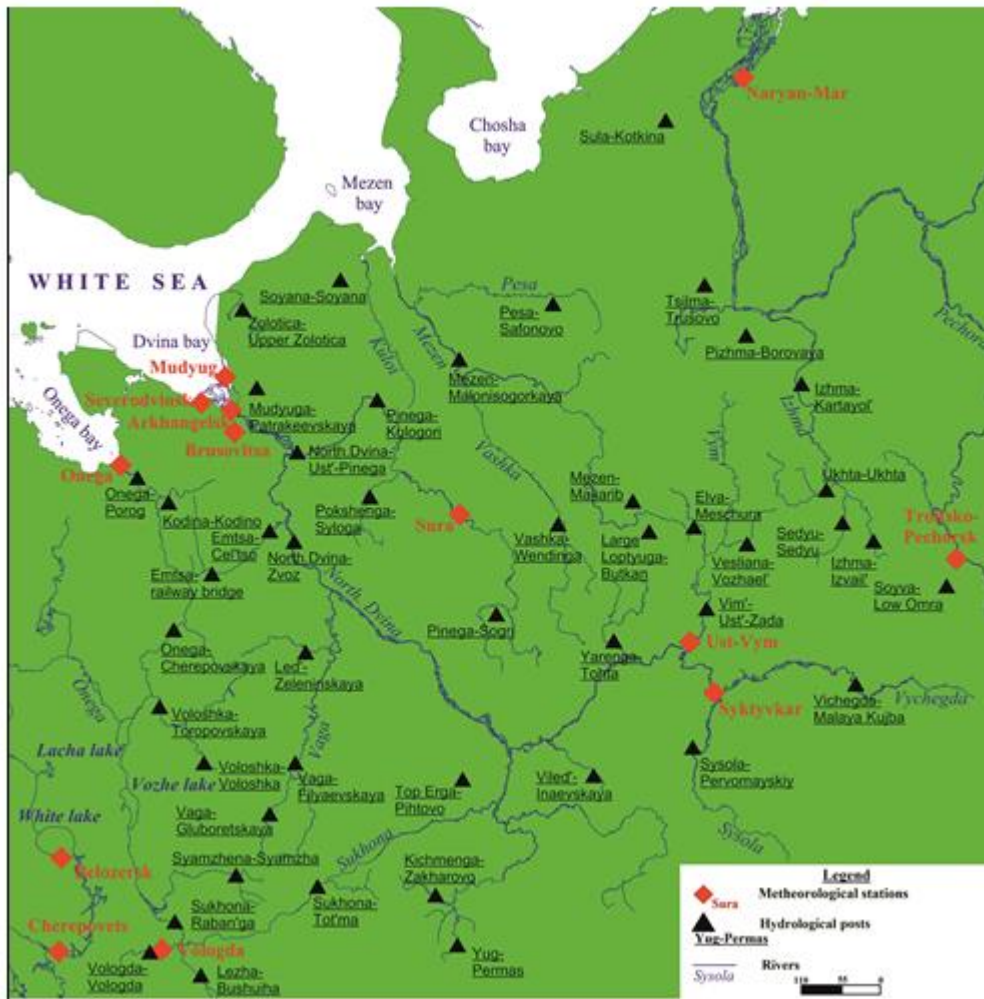 Naryan-Mar
Chosha
bay
Sula-Kotkina
Mezen
bay
WHITE SEA
Soyana-Soyana
Pesa
Tsilma-
Trusovo
Zolotica-
Upper Zolotica
Pesa-
Safonovo
Pechora
Dvina bay
Kuloi
Mezen
Pizhma-Borovaya
Mudyug
Mezen-
Malonisogorkaya
Izhma-
Kartayol'
Severodvinsk
Mudyuga-
Patrakeevskaya
Pinega-
Kulogori
Izhma
Arkhangelsk
Onega bay
Brusovitsa
North Dvina-
Ust'-Pinega
Vashka
Vym
Onega
Mezen-
Makarib
Ukhta-Ukhta
Onega-
Porog
Pokshenga-
Syloga
Elva-
Meschura
Kodina-Kodino
Sura
Sedyu-
Sedyu
Troitsko-
Pechorsk
Emtsa-
Cel'tso
Vashka-
Wendinga
Large
Loptyuga-
Butkan
North Dvina-
Zvoz
Vesliana-
Vozhael'
Izhma-
Izvail'
Emtsa-
railway bridge
Soyva-
Low Omra
North. Dvina
Vim'-
Ust'-Zada
Pinega-Sogri
Onega-
Cherepovskaya
Led'-
Zeleninskaya
Yarenga-
Tohta
Ust-Vym
Onega
Syktyvkar
Vichegda-
Malaya Kujba
Vychegda
Voloshka-
Toropovskaya
Vaga
Lacha lake
Voloshka-
Voloshka
Vozhe lake
Vaga-
Filyaevskaya
Top Erga-
Pihtovo
Viled'-
Inaevskaya
Sysola-
Pervomayskiy
White lake
Vaga-
Gluboretskaya
Sukhona
Sysola
Syamzhena-Syamzha
Kichmenga-
Zakharovo
Belozersk
Sukhona-
Raban'ga
Sukhona-
Tot'ma
Cherepovets
Vologda
Yug-
Permas
Vologda-
Vologda
Lezha-
Bushuiha
Legend
Sura
Metheorological stations
Hydrological posts
Yug-Permas
Sysola
Rivers
110 55 0